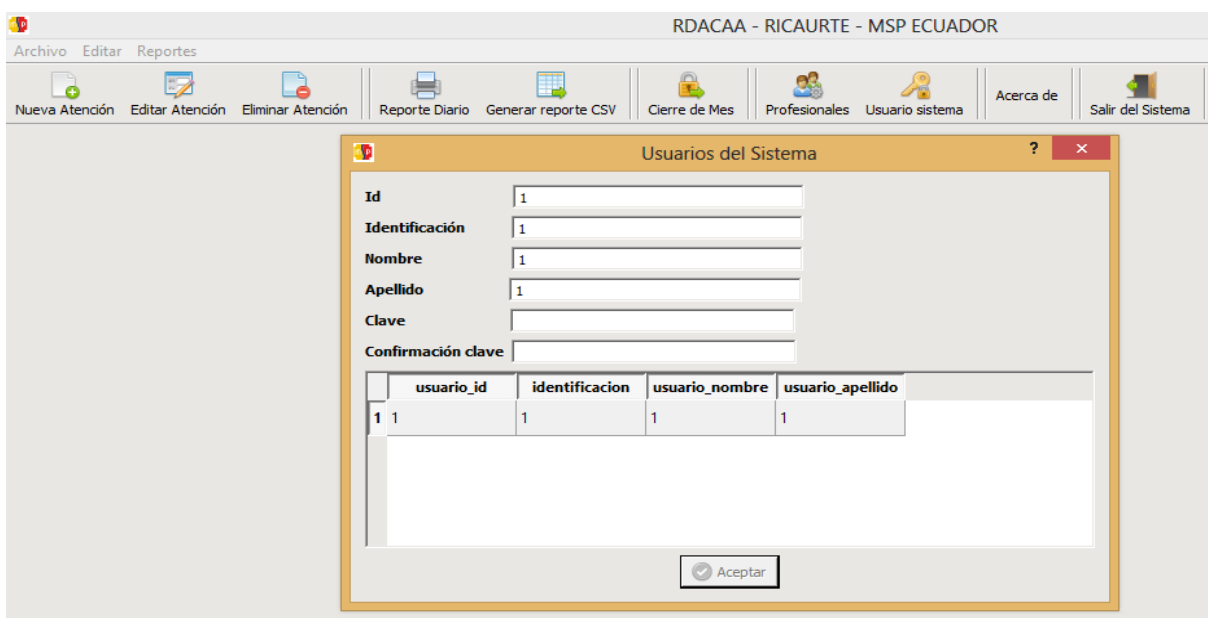 RDACAA - RICAURTE - MSP ECUADOR
Archivo Editar Reportes
Nueva Atención Editar Atención Eliminar Atención Reporte Diario Generar reporte CSV Cierre de Mes Profesionales Usuario sistema Acerca de Salir del Sistema
Usuarios del Sistema ? ×
Id 1
Identificación 1
Nombre 1
Apellido 1
Clave
Confirmación clave
usuario_id identificacion usuario_nombre usuario_apellido
1 1 1 1 1
Aceptar